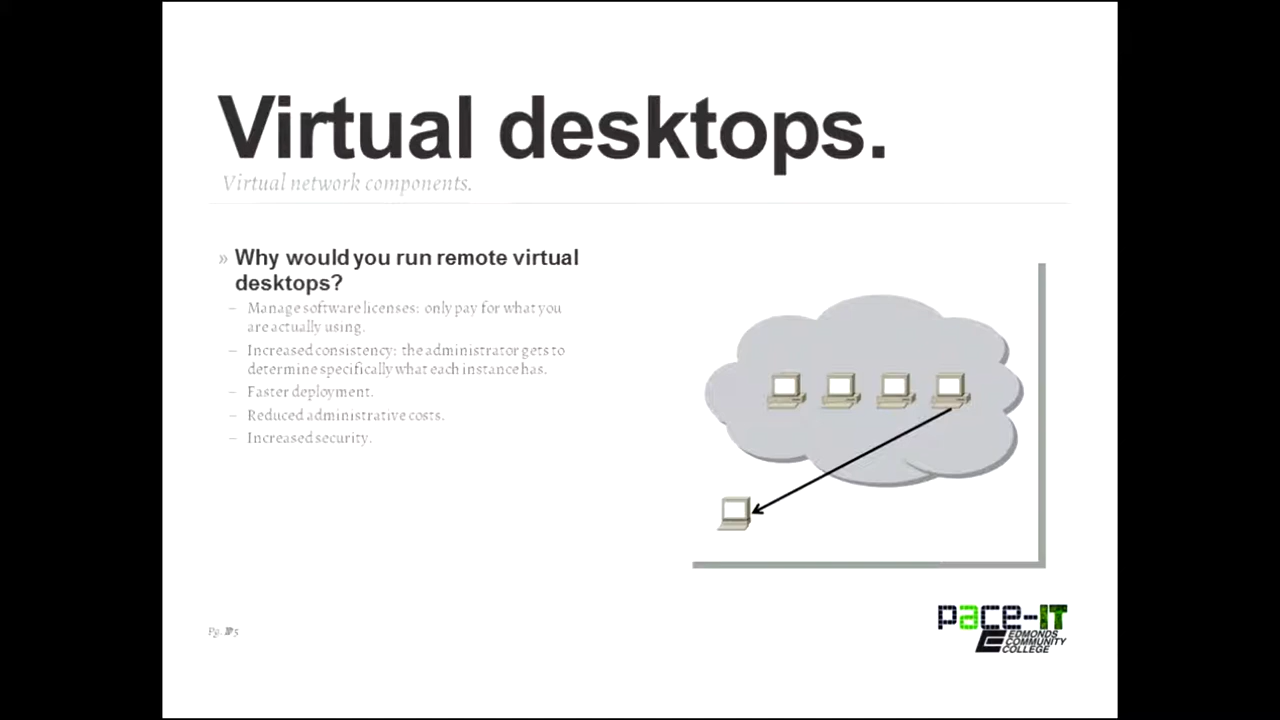 Virtual desktops.
Virtual network components.
» Why would you run remote virtual
desktops?
– Manage software licenses: only pay for what you
are actually using.
– Increased consistency: the administrator gets to
determine specifically what each instance has.
– Faster deployment.
– Reduced administrative costs.
– Increased security.
pace-IT
EDMONDS
COMMUNITY
COLLEGE
Pg.